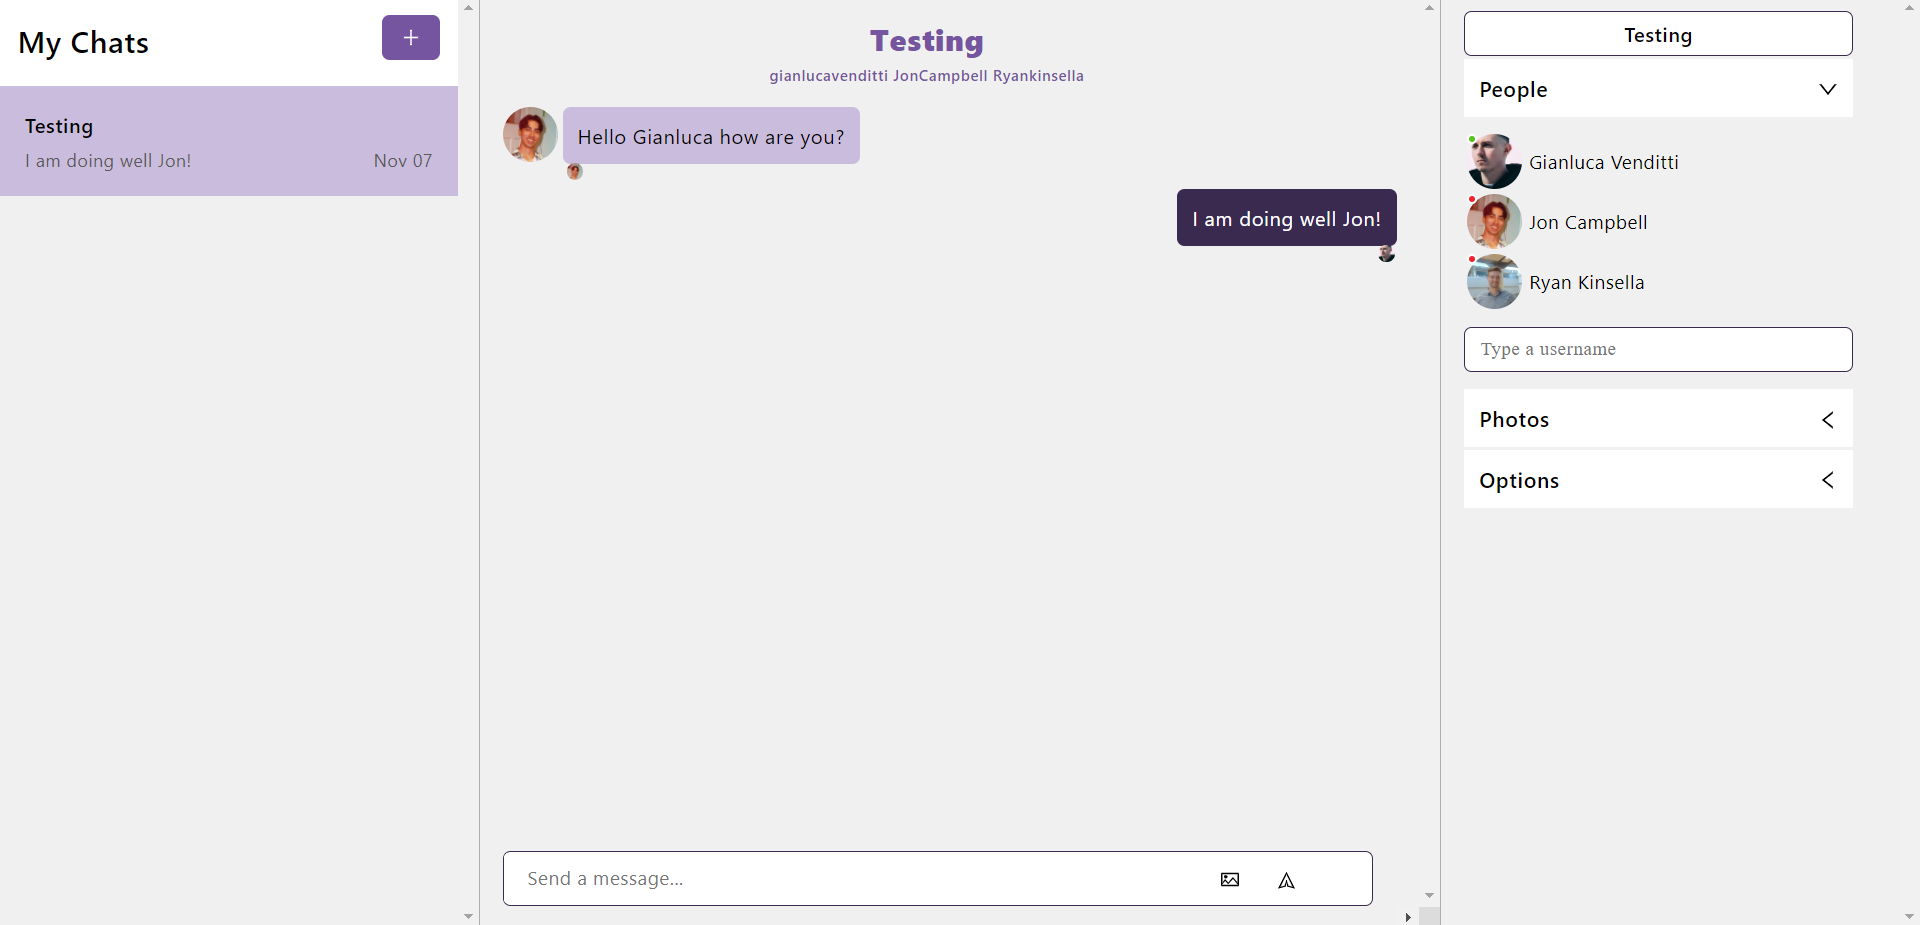 My Chats
+
Testing
I am doing well Jon!
Nov 07
Testing
gianlucavenditti JonCampbell Ryankinsella
Hello Gianluca how are you?
I am doing well Jon!
Send a message...
Testing
People
Gianluca Venditti
Jon Campbell
Ryan Kinsella
Type a username
Photos
Options